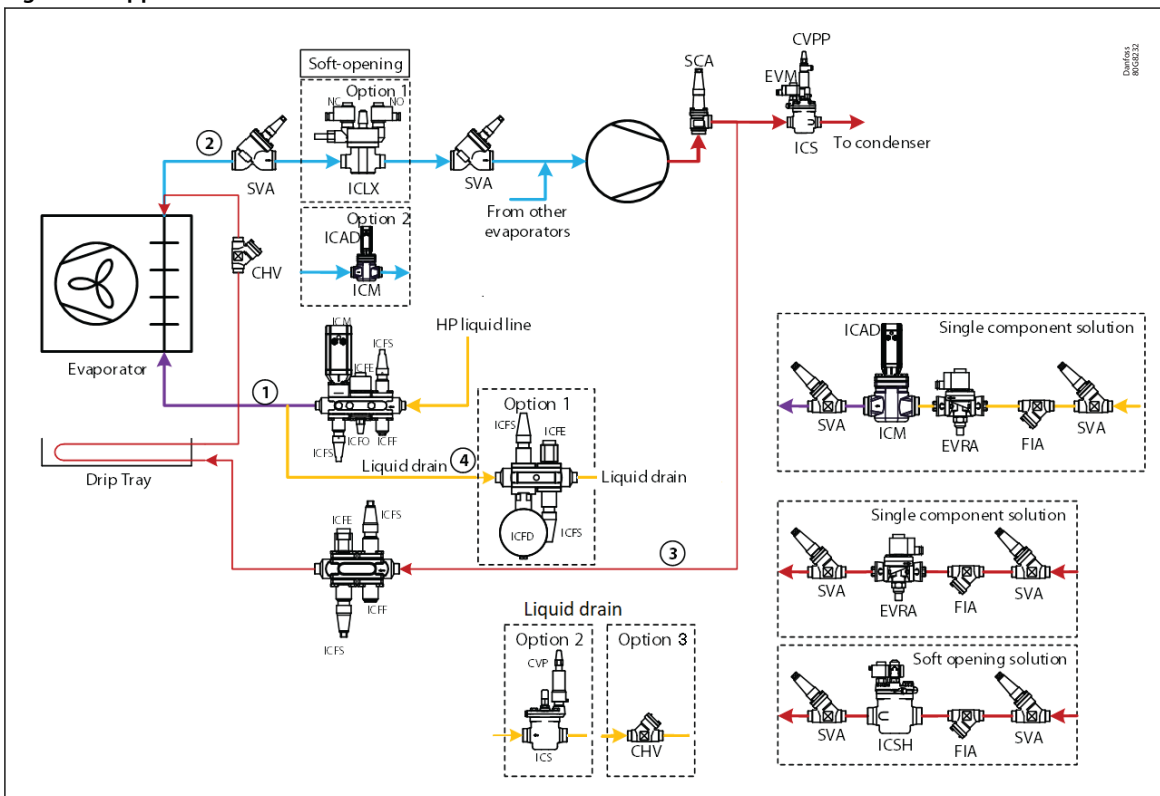 CVPP
SCA
EVM
Danfoss
80G8232
Soft-opening
Option 1
NC
NO
2
To condenser
ICS
SVA
ICLX
SVA
From other
evaporators
Option 2
ICAD
CHV
ICM
HP liquid line
ICM
ICFS
ICFE
Evaporator
1
ICFO
ICFF
ICFS
Option 1
ICFS
ICFE
Liquid drain
4
Liquid drain
ICFD
ICFS
Drip Tray
ICFE
ICFS
3
ICFF
ICFS
ICAD
Single component solution
SVA
ICM
EVRA
FIA
SVA
Single component solution
SVA
EVRA
FIA
SVA
Soft opening solution
SVA
ICSH
FIA
SVA
Liquid drain
Option 2
Option 3
CVP
ICS
CHV